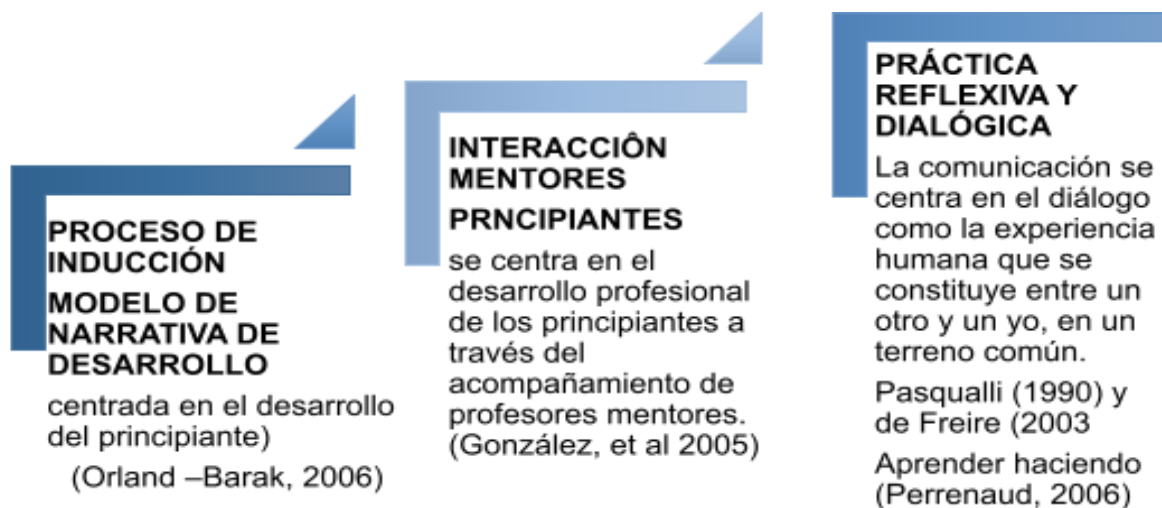 PROCESO DE
INDUCCIÓN
MODELO DE
NARRATIVA DE
DESARROLLO
centrada en el desarrollo
del principiante)
(Orland –Barak, 2006)
INTERACCIÔN
MENTORES
PRNCIPIANTES
se centra en el
desarrollo profesional
de los principiantes a
través del
acompañamiento de
profesores mentores.
(González, et al 2005)
PRÁCTICA
REFLEXIVA Y
DIALÓGICA
La comunicación se
centra en el diálogo
como la experiencia
humana que se
constituye entre un
otro y un yo, en un
terreno común.
Pasqualli (1990) y
de Freire (2003
Aprender haciendo
(Perrenaud, 2006)